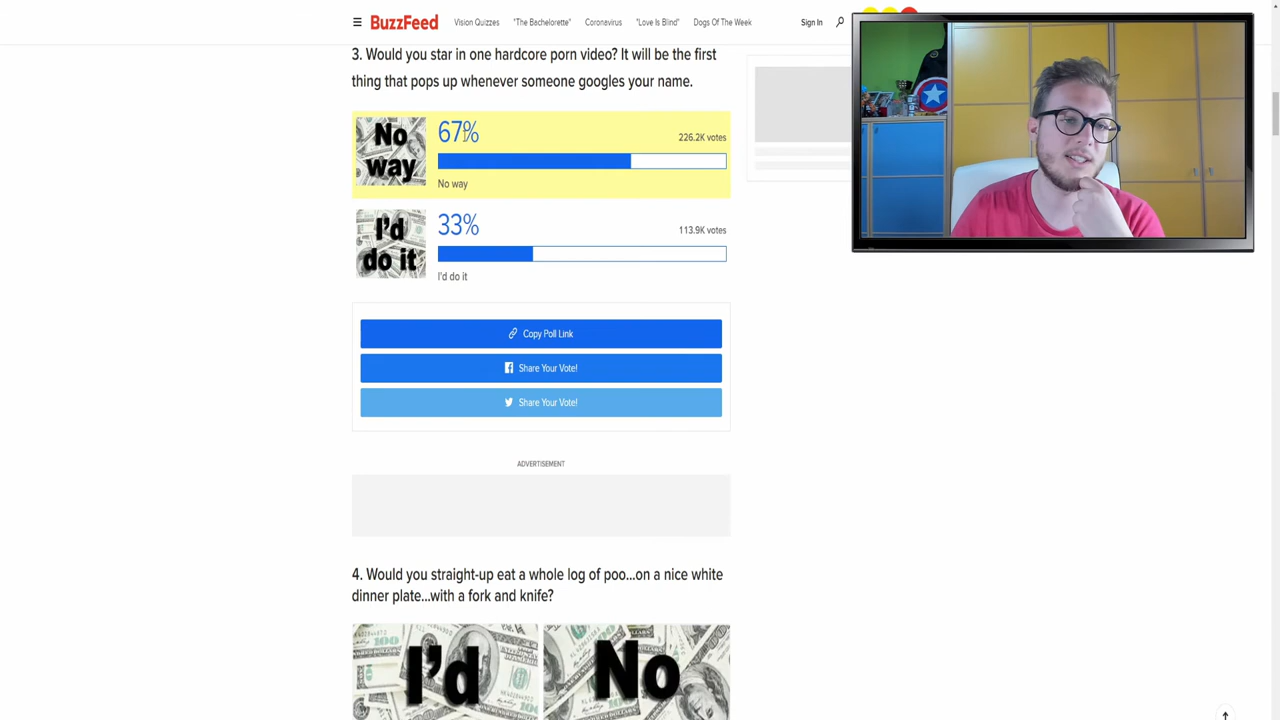 BuzzFeed
Vision Quizzes
"The Bachelorette"
Coronavirus
"Love Is Blind"
Dogs Of The Week
Sign In
3. Would you star in one hardcore porn video? It will be the first
thing that pops up whenever someone googles your name.
No
way
67%
226.2K votes
No way
I'd
do it
33%
113.9K votes
I'd do it
Copy Poll Link
Share Your Vote!
Share Your Vote!
ADVERTISEMENT
4. Would you straight-up eat a whole log of poo...on a nice white
dinner plate...with a fork and knife?
I'd
No